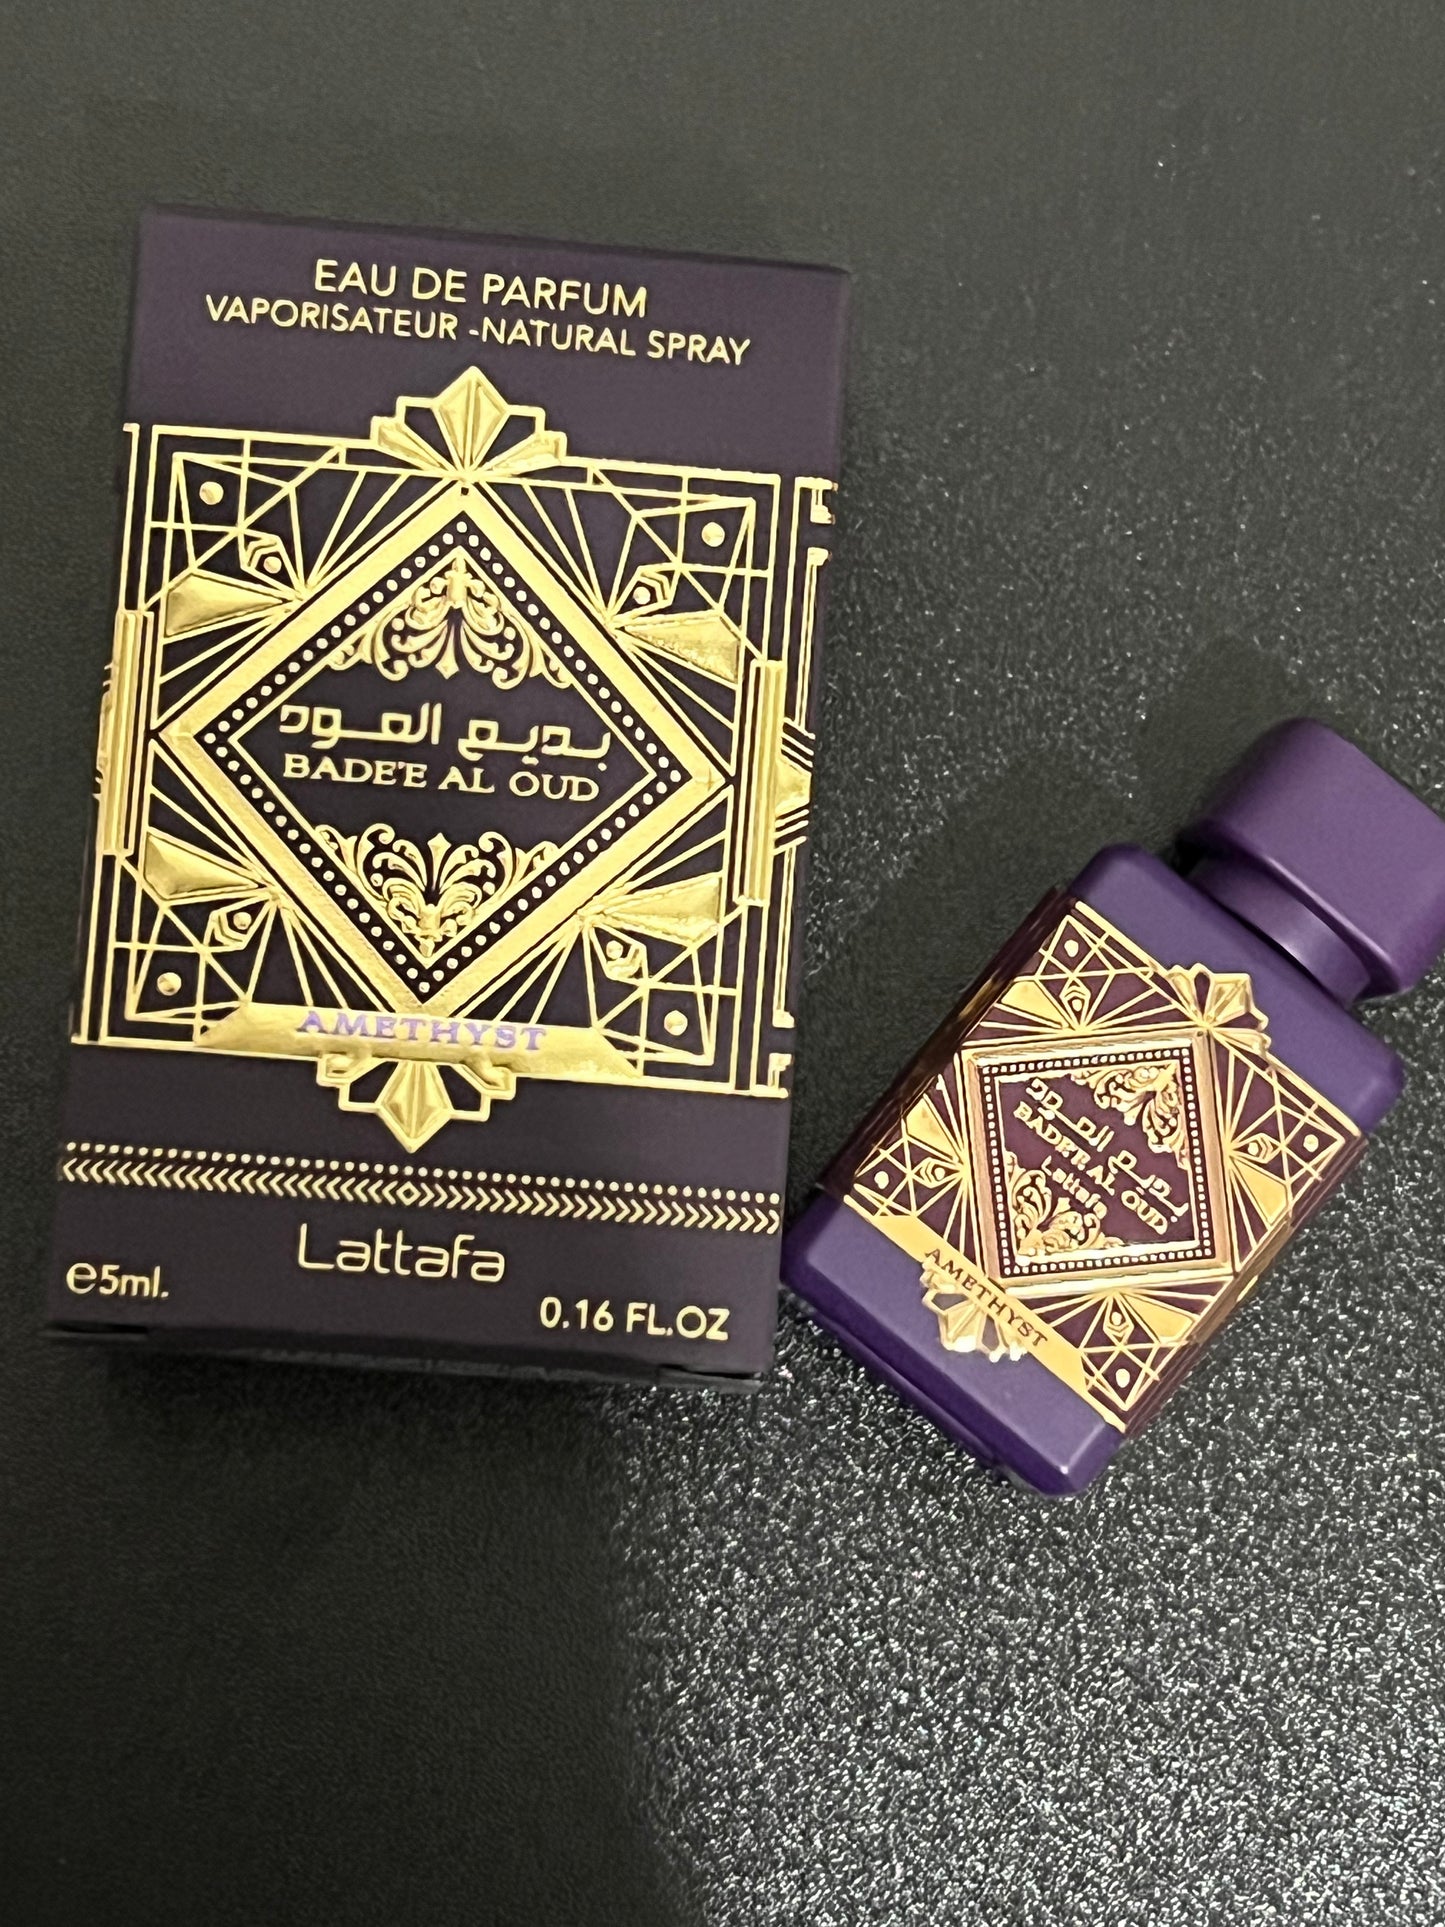 EAU DE PARFUM
VAPORISATEUR -NATURAL SPRAY
بديع العود
BADE'E AL OUD
AMETHYST
Lattafa
e5ml.
0.16 FL.OZ
بديع العود
BADE'E AL OUD
Lattafa
AMETHYST